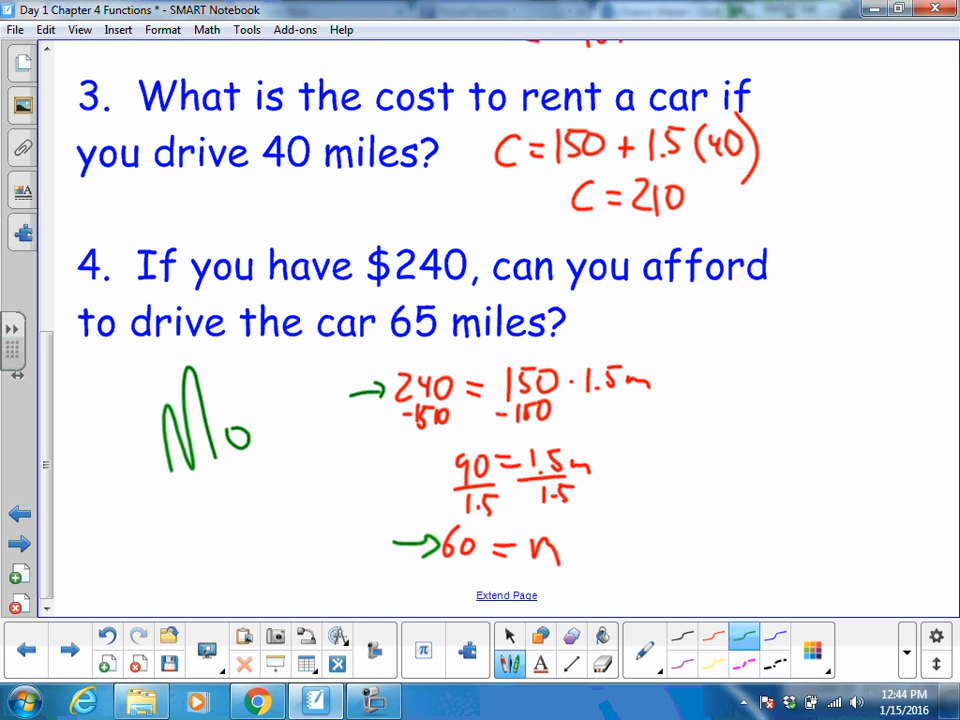 Day 1 Chapter 4 Functions * - SMART Notebook
File Edit View Insert Format Math Tools Add-ons Help
3. What is the cost to rent a car if
you drive 40 miles?
C = 150 + 1.5 (40)
C = 210
4. If you have $240, can you afford
to drive the car 65 miles?
No
→ 240 = 150 · 1.5m
-150 -150
90 = 1.5m
1.5 1.5
→ 60 = m
Extend Page
12:44 PM
1/15/2016